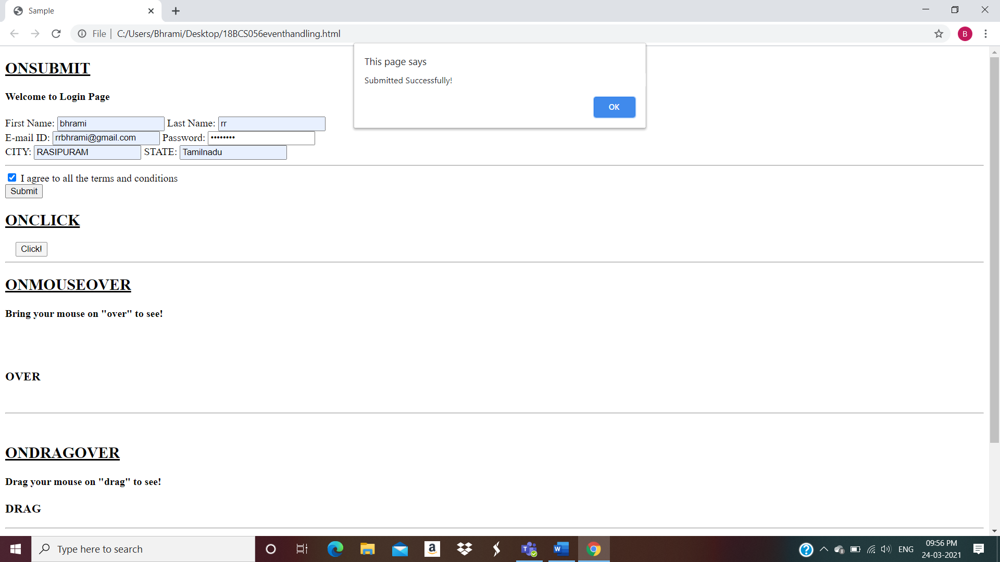 Sample
File | C:/Users/Bhrami/Desktop/18BCS056eventhandling.html
B
This page says
Submitted Successfully!
OK
ONSUBMIT
Welcome to Login Page
First Name: bhrami Last Name: rr
E-mail ID: rrbhrami@gmail.com Password: ••••••••
CITY: RASIPURAM STATE: Tamilnadu
I agree to all the terms and conditions
Submit
ONCLICK
Click!
ONMOUSEOVER
Bring your mouse on "over" to see!
OVER
ONDRAGOVER
Drag your mouse on "drag" to see!
DRAG
Type here to search
ENG
09:56 PM
24-03-2021